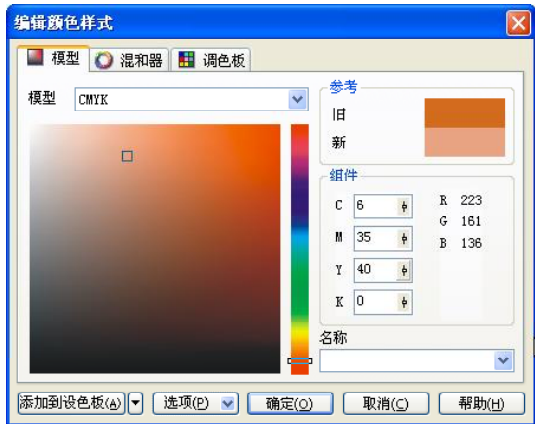 编辑颜色样式
模型 混和器 调色板
模型 CMYK
参考
旧
新
组件
C 6 R 223
G 161
M 35 B 136
Y 40
K 0
名称
添加到设色板(A) 选项(P) 确定(O) 取消(C) 帮助(H)